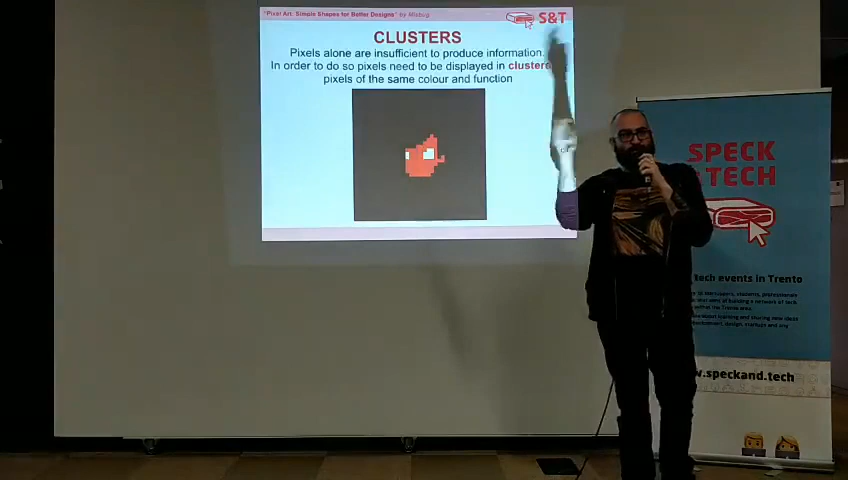 "Pixel Art: Simple Shapes for Better Designs" by Misbug
S&T
CLUSTERS
Pixels alone are insufficient to produce information.
In order to do so pixels need to be displayed in clusters
pixels of the same colour and function
SPECK
&TECH
tech events in Trento
w.speckand.tech